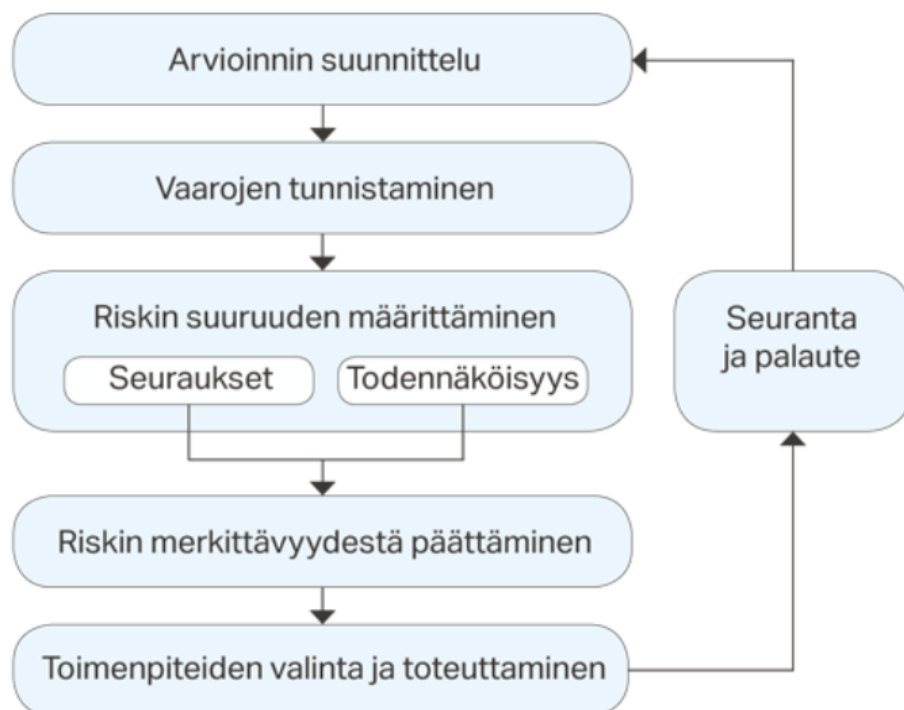 Arvioinnin suunnittelu
Vaarojen tunnistaminen
Riskin suuruuden määrittäminen
Seuraukset
Todennäköisyys
Riskin merkittävyydestä päättäminen
Toimenpiteiden valinta ja toteuttaminen
Seuranta
ja palaute